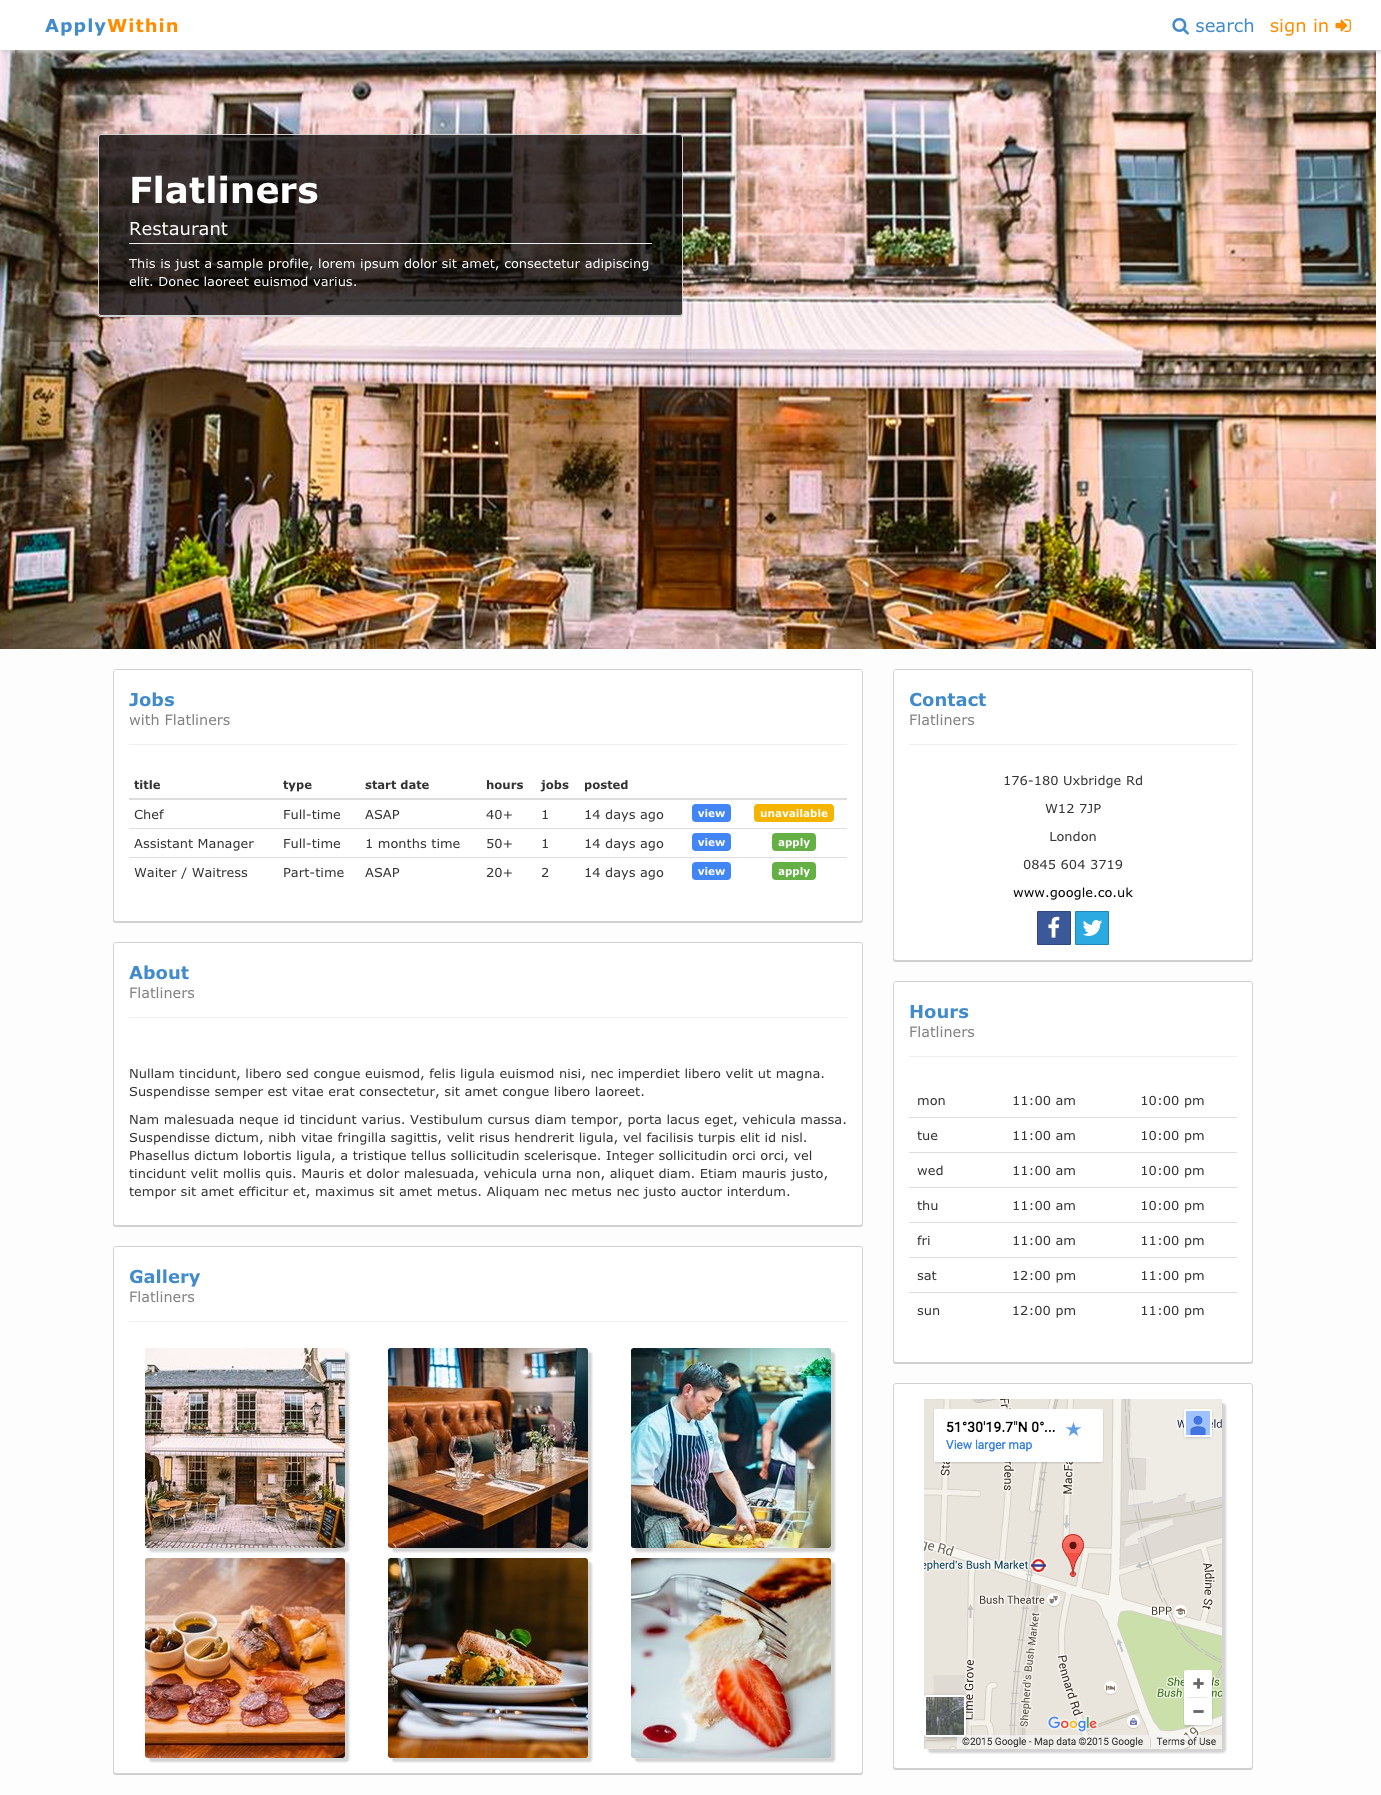 ApplyWithin
search sign in
Flatliners
Restaurant
This is just a sample profile, lorem ipsum dolor sit amet, consectetur adipiscing
elit. Donec laoreet euismod varius.
Café
SUNDAY
Jobs
with Flatliners
title type start date hours jobs posted
Chef Full-time ASAP 40+ 1 14 days ago view unavailable
Assistant Manager Full-time 1 months time 50+ 1 14 days ago view apply
Waiter / Waitress Part-time ASAP 20+ 2 14 days ago view apply
About
Flatliners
Nullam tincidunt, libero sed congue euismod, felis ligula euismod nisi, nec imperdiet libero velit ut magna.
Suspendisse semper est vitae erat consectetur, sit amet congue libero laoreet.
Nam malesuada neque id tincidunt varius. Vestibulum cursus diam tempor, porta lacus eget, vehicula massa.
Suspendisse dictum, nibh vitae fringilla sagittis, velit risus hendrerit ligula, vel facilisis turpis elit id nisl.
Phasellus dictum lobortis ligula, a tristique tellus sollicitudin scelerisque. Integer sollicitudin orci orci, vel
tincidunt velit mollis quis. Mauris et dolor malesuada, vehicula urna non, aliquet diam. Etiam mauris justo,
tempor sit amet efficitur et, maximus sit amet metus. Aliquam nec metus nec justo auctor interdum.
Gallery
Flatliners
Contact
Flatliners
176-180 Uxbridge Rd
W12 7JP
London
0845 604 3719
www.google.co.uk
Hours
Flatliners
mon 11:00 am 10:00 pm
tue 11:00 am 10:00 pm
wed 11:00 am 10:00 pm
thu 11:00 am 10:00 pm
fri 11:00 am 11:00 pm
sat 12:00 pm 11:00 pm
sun 12:00 pm 11:00 pm
51°30'19.7"N 0°...
View larger map
rdens
MacFa
ge Rd
epherd's Bush Market
Aldine St
Bush Theatre
BPP
Shepherd's Bush Market
Pennard Rd
Lime Grove
Bush
Google
©2015 Google - Map data ©2015 Google Terms of Use